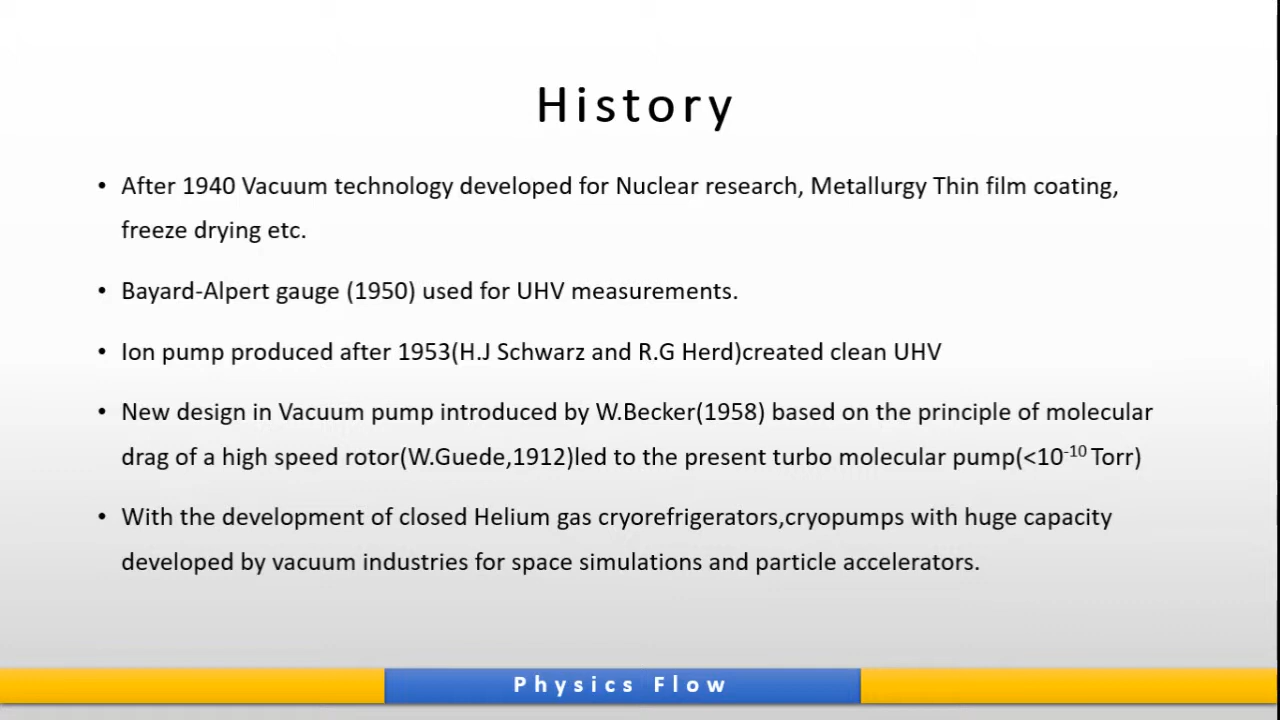 History
• After 1940 Vacuum technology developed for Nuclear research, Metallurgy Thin film coating,
freeze drying etc.
• Bayard-Alpert gauge (1950) used for UHV measurements.
• Ion pump produced after 1953(H.J Schwarz and R.G Herd)created clean UHV
• New design in Vacuum pump introduced by W.Becker(1958) based on the principle of molecular
drag of a high speed rotor(W.Guede,1912)led to the present turbo molecular pump(<10⁻¹⁰ Torr)
• With the development of closed Helium gas cryorefrigerators,cryopumps with huge capacity
developed by vacuum industries for space simulations and particle accelerators.
Physics Flow